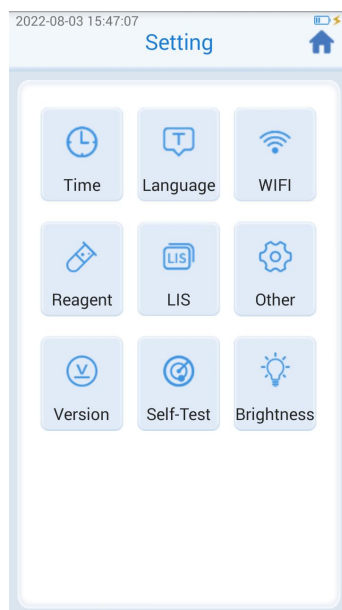 2022-08-03 15:47:07
Setting
T
Time Language WIFI
LIS
Reagent LIS Other
V
Version Self-Test Brightness